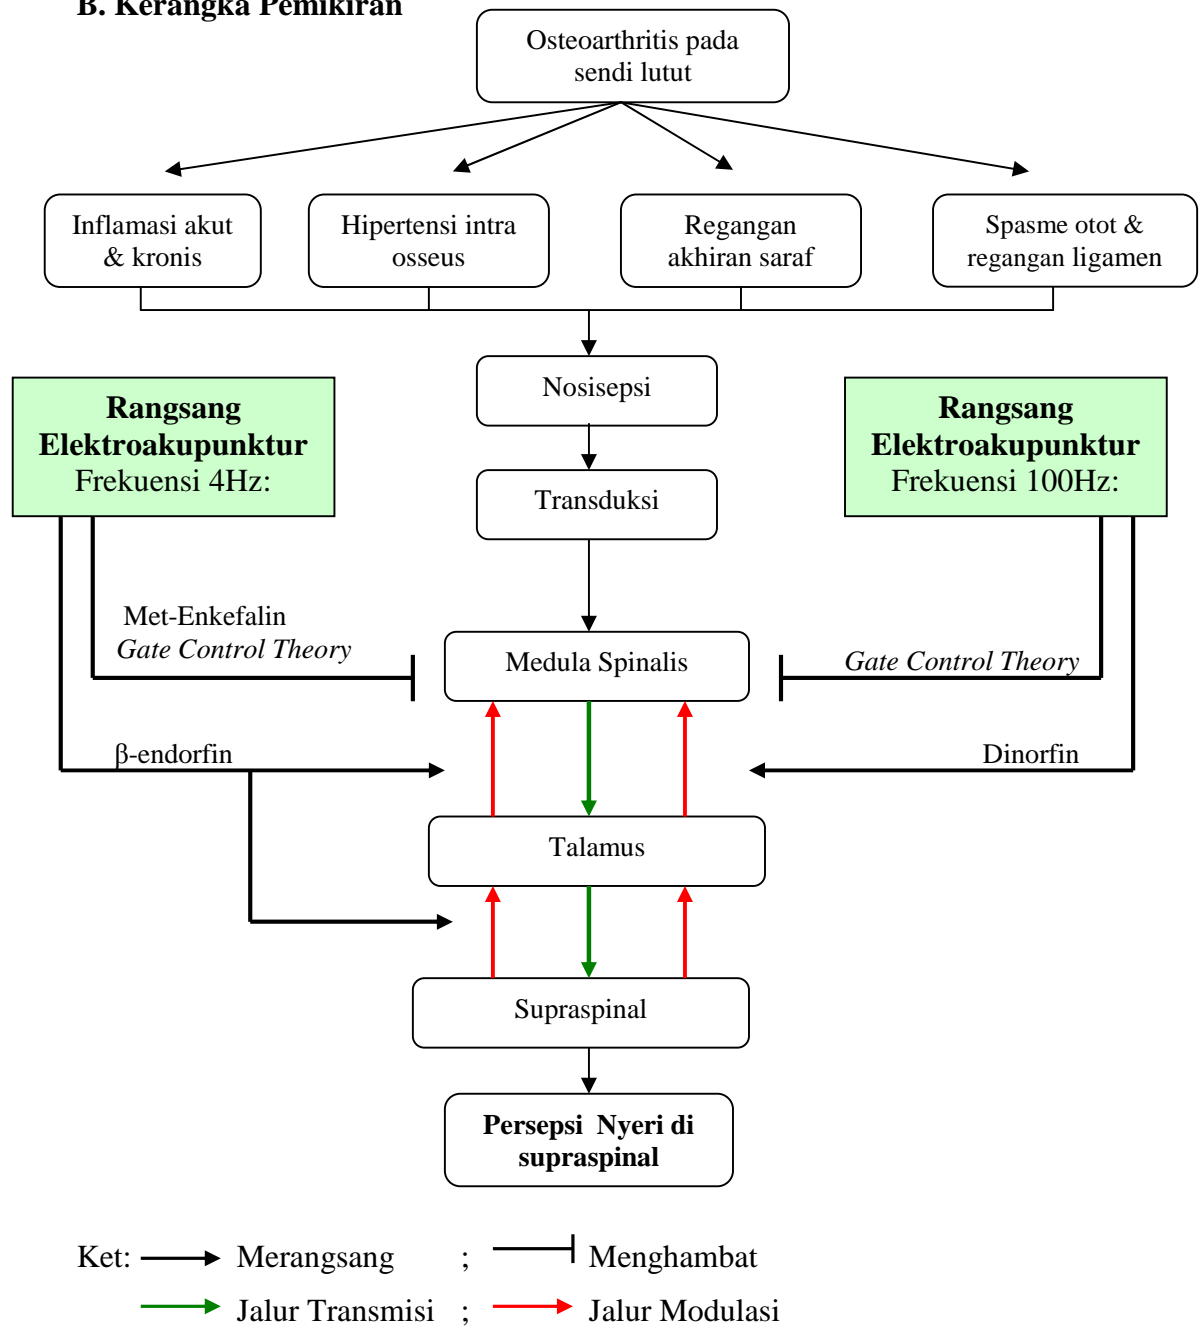 B. Kerangka Pemikiran
Osteoarthritis pada
sendi lutut
Inflamasi akut
& kronis
Hipertensi intra
osseus
Regangan
akhiran saraf
Spasme otot &
regangan ligamen
Nosisepsi
Rangsang
Elektroakupunktur
Frekuensi 4Hz:
Rangsang
Elektroakupunktur
Frekuensi 100Hz:
Transduksi
Met-Enkefalin
Gate Control Theory
Medula Spinalis
Gate Control Theory
β-endorfin
Dinorfin
Talamus
Supraspinal
Persepsi Nyeri di
supraspinal
Ket: Merangsang ; Menghambat
Jalur Transmisi ; Jalur Modulasi